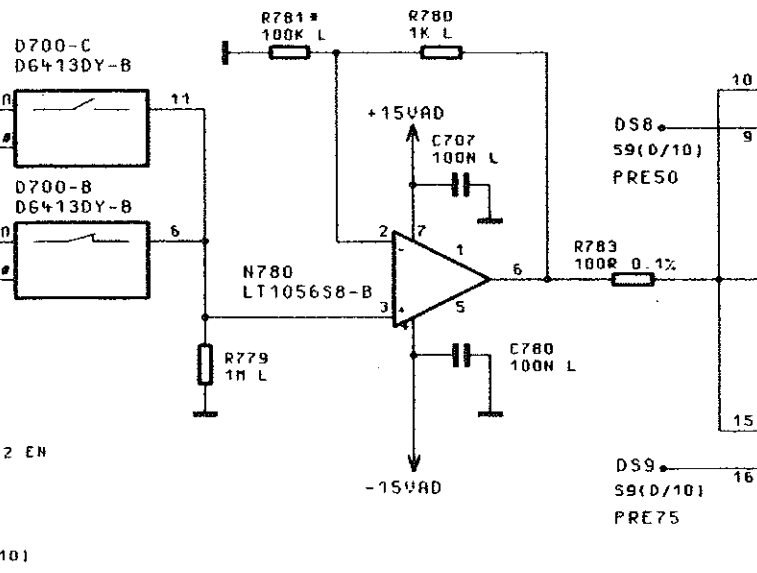 R781*
100K L
R780
1K L
D700-C
DG413DY-B
11
+15VAD
C707
100N L
10
DS8
9
S9(D/10)
PRE50
D700-B
DG413DY-B
6
2
7
1
-
N780
LT1056S8-B
6
R783
100R 0.1%
3
+
4
5
R779
1M L
C780
100N L
15
2 EN
-15VAD
DS9
16
S9(D/10)
PRE75
10)